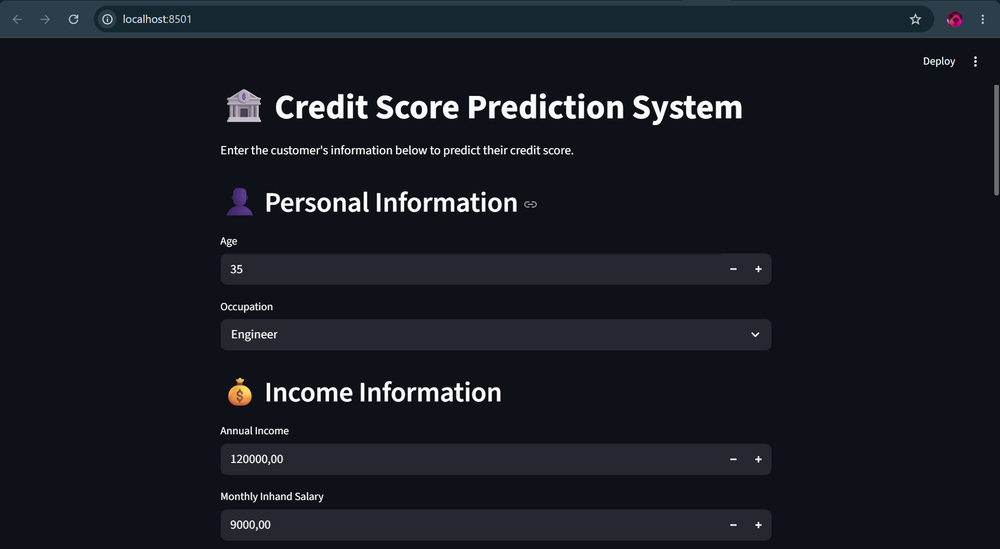 localhost:8501
Deploy
Credit Score Prediction System
Enter the customer's information below to predict their credit score.
Personal Information
Age
35
Occupation
Engineer
Income Information
Annual Income
120000,00
Monthly Inhand Salary
9000,00